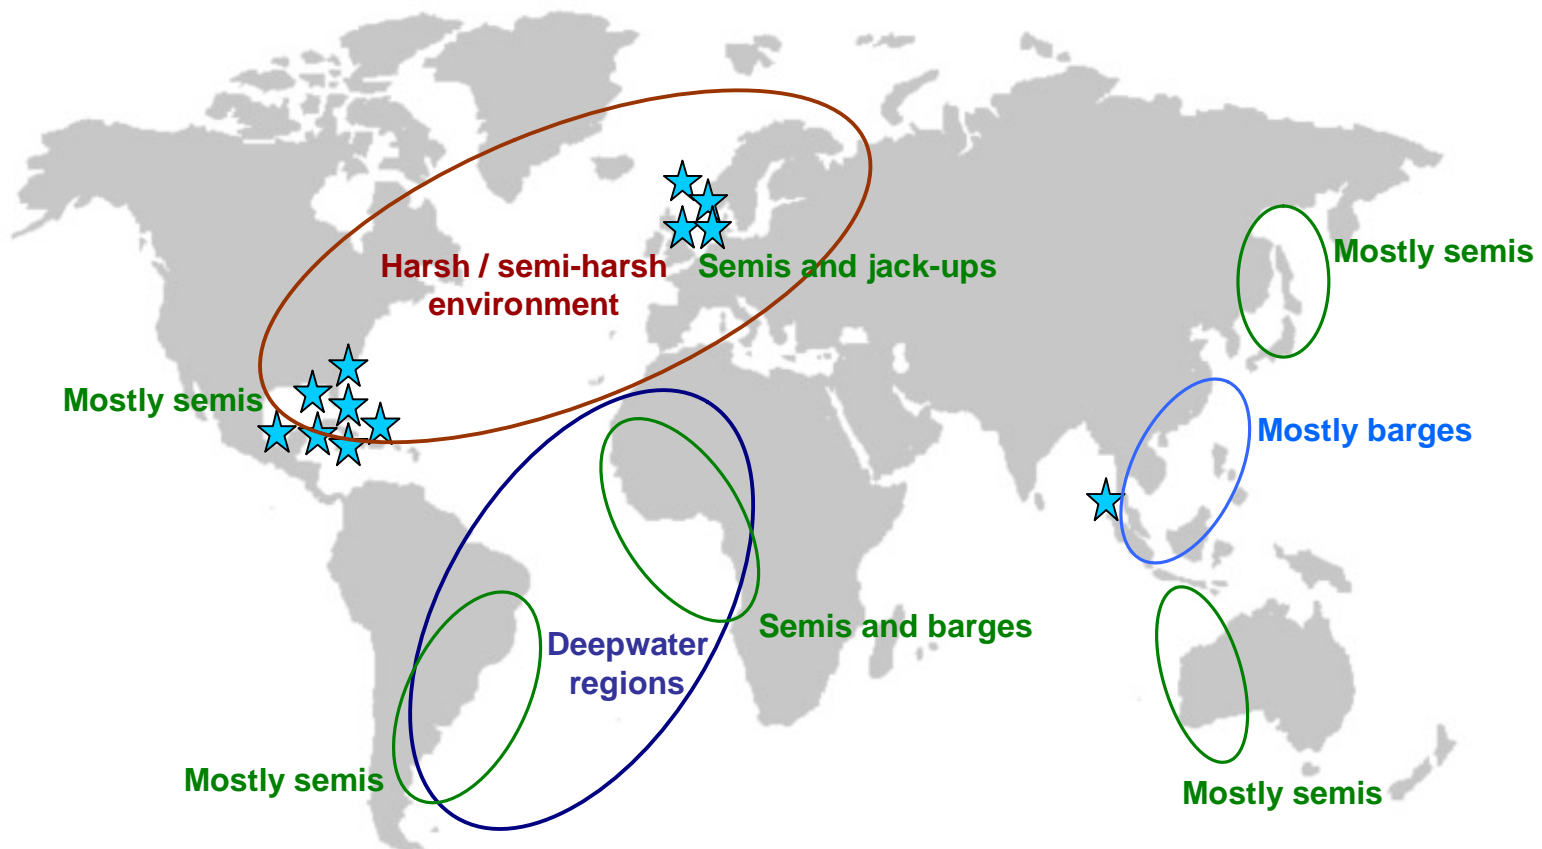 Mostly semis
Harsh / semi-harsh
environment
Semis and jack-ups
Mostly semis
Mostly barges
Semis and barges
Deepwater
regions
Mostly semis
Mostly semis